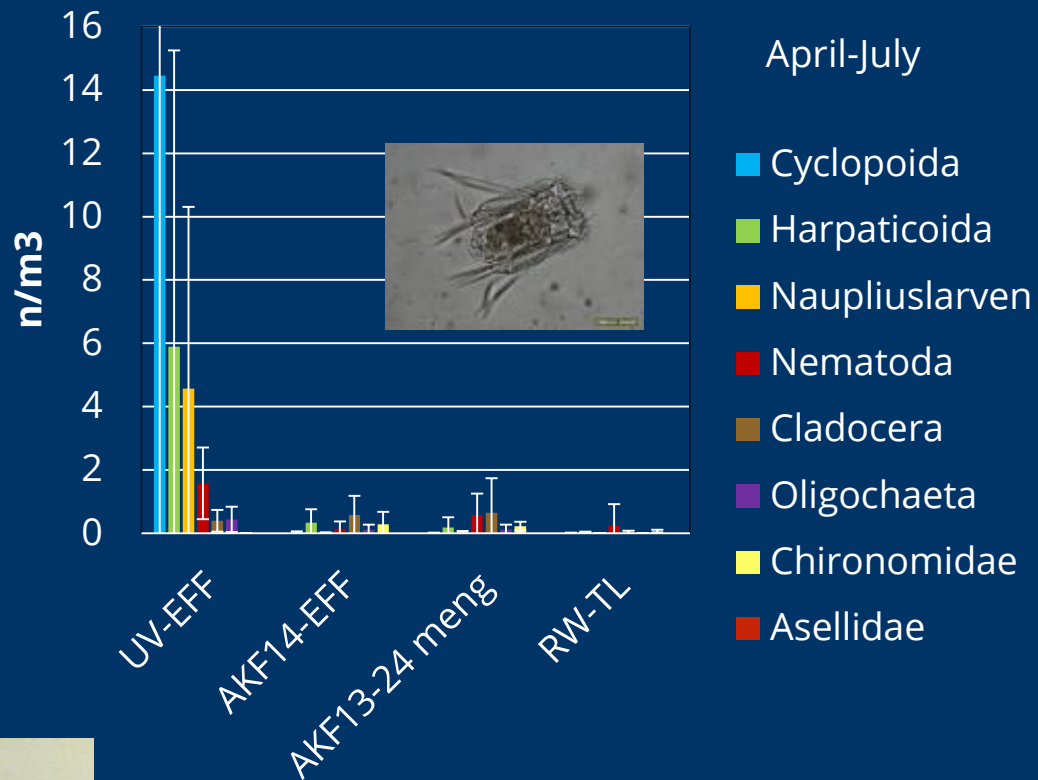 16
14
12
10
8
6
4
2
0
n/m3
UV-EFF
AKF14-EFF
AKF13-24 meng
RW-TL
April-July
Cyclopoida
Harpaticoida
Naupliuslarven
Nematoda
Cladocera
Oligochaeta
Chironomidae
Asellidae